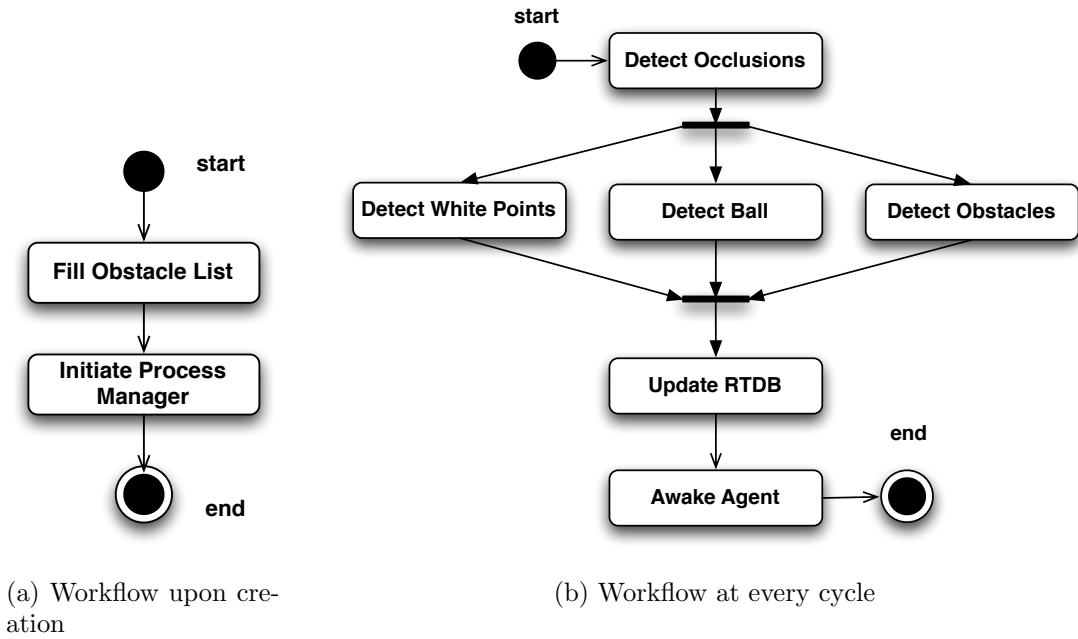 start
Fill Obstacle List
Initiate Process
Manager
end
(a) Workflow upon cre-
ation
start
Detect Occlusions
Detect White Points
Detect Ball
Detect Obstacles
Update RTDB
Awake Agent
end
(b) Workflow at every cycle